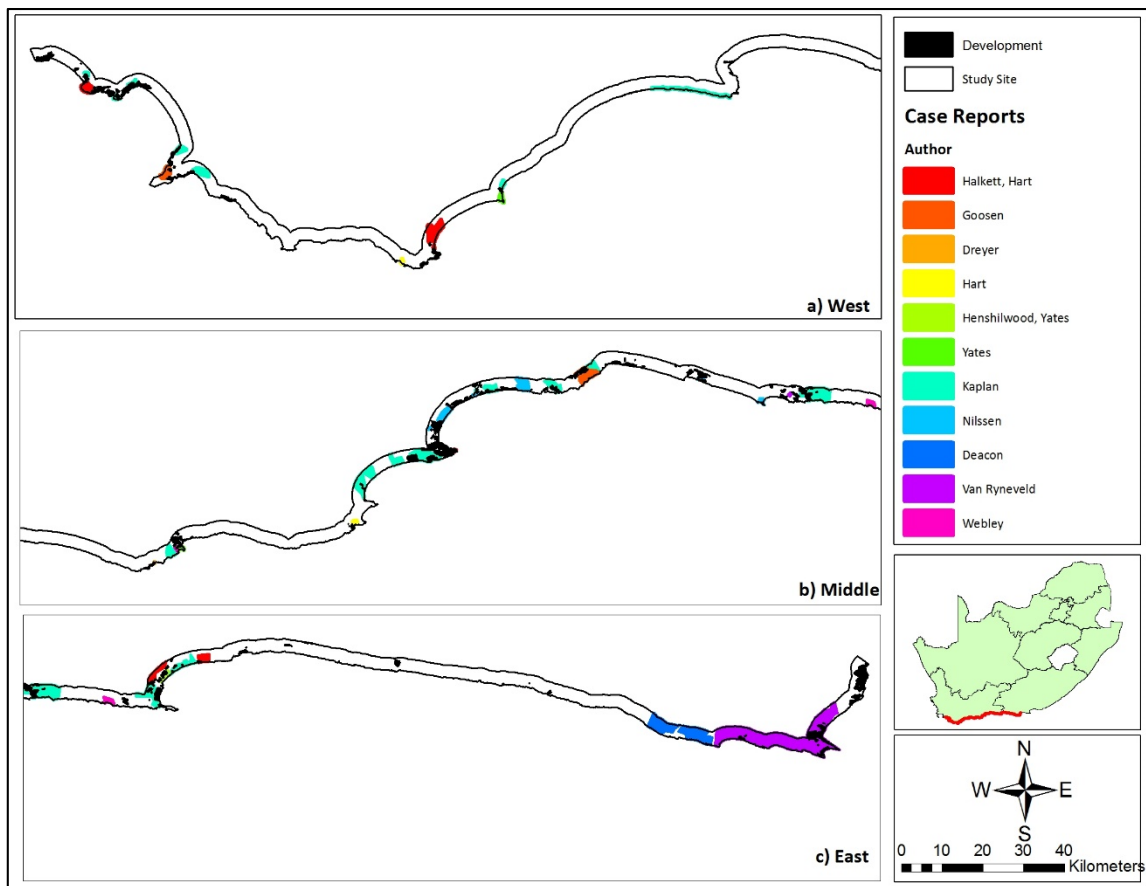 a) West
b) Middle
c) East
Development
Study Site
Case Reports
Author
Halkett, Hart
Goosen
Dreyer
Hart
Henshilwood, Yates
Yates
Kaplan
Nilssen
Deacon
Van Ryneveld
Webley
N
W E
S
0 10 20 30 40
Kilometers